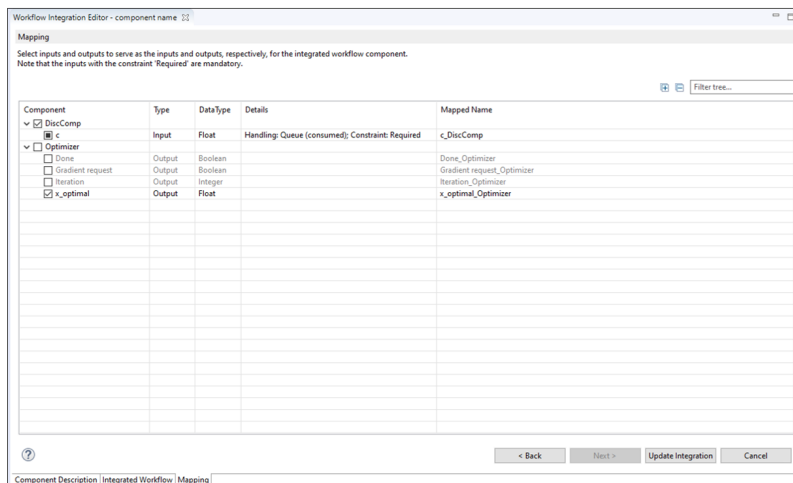 Workflow Integration Editor - component name
Mapping
Select inputs and outputs to serve as the inputs and outputs, respectively, for the integrated workflow component.
Note that the inputs with the constraint 'Required' are mandatory.
Filter tree...
Component Type DataType Details Mapped Name
DiscComp
c Input Float Handling: Queue (consumed); Constraint: Required c_DiscComp
Optimizer
Done Output Boolean Done_Optimizer
Gradient request Output Boolean Gradient request_Optimizer
Iteration Output Integer Iteration_Optimizer
x_optimal Output Float x_optimal_Optimizer
? < Back Next > Update Integration Cancel
Component Description Integrated Workflow Mapping